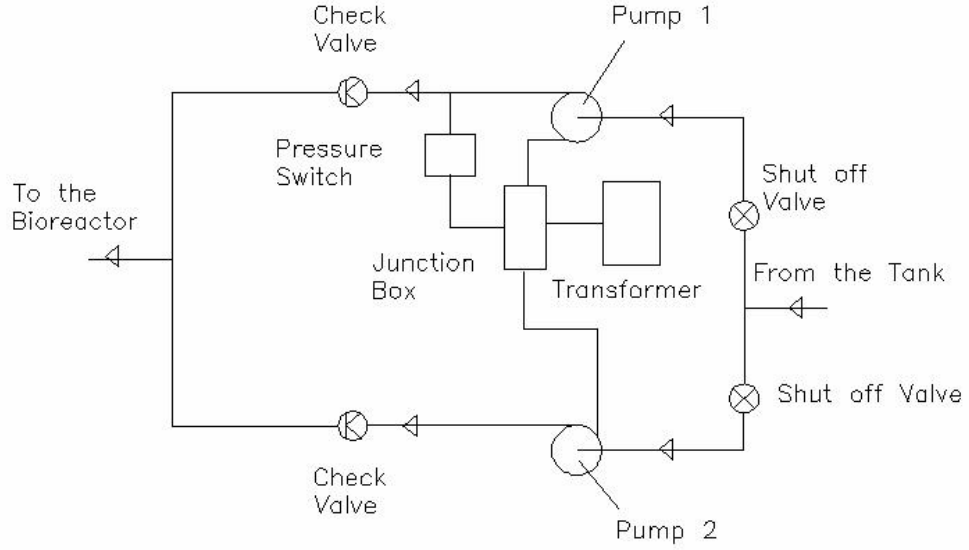 Check
Valve
Pump 1
Pressure
Switch
Shut off
Valve
To the
Bioreactor
Junction
Box
Transformer
From the Tank
Shut off Valve
Check
Valve
Pump 2